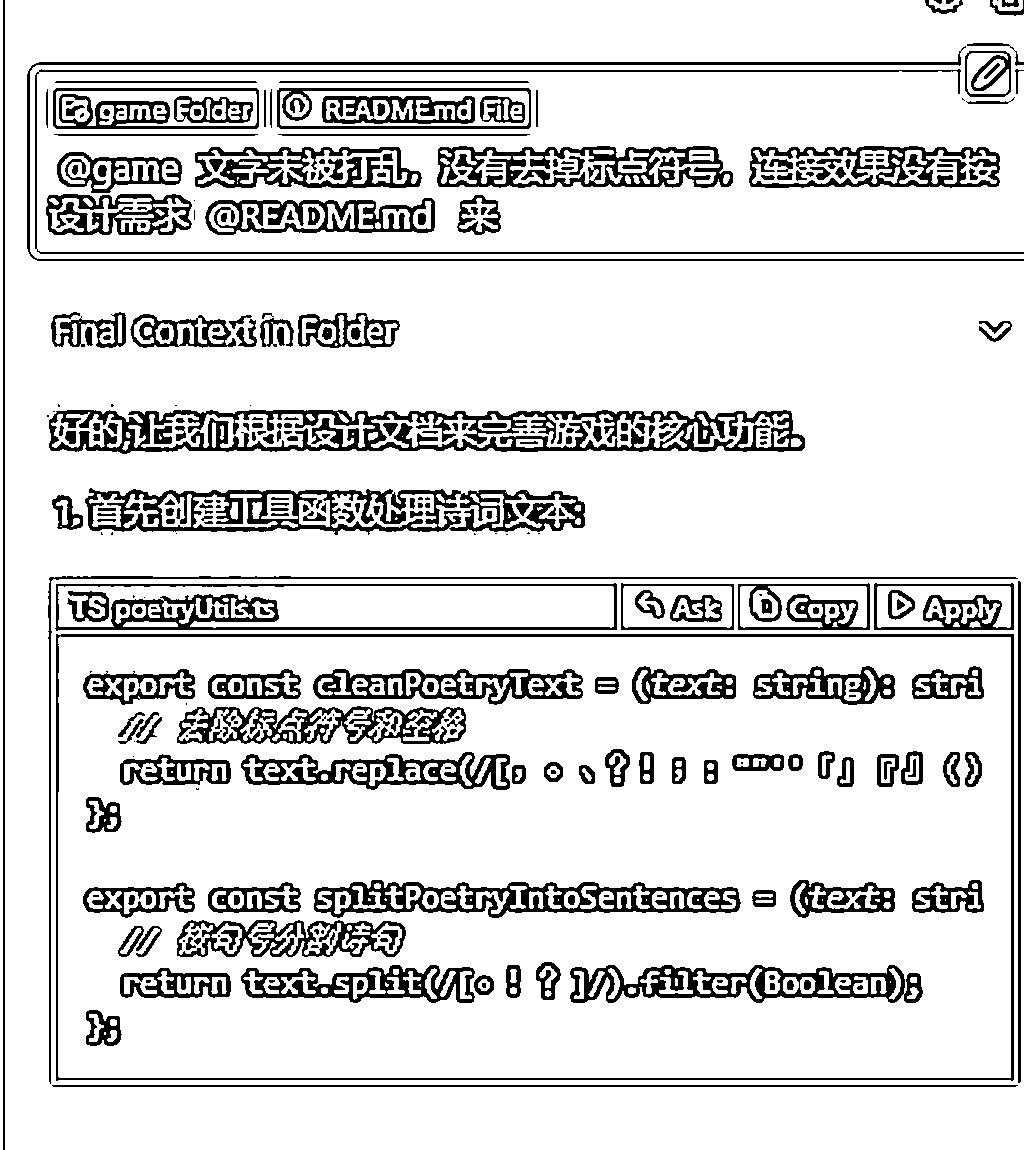 game Folder README.md File
@game 文字未被打乱，没有去掉标点符号，连接效果没有按
设计需求 @README.md 来
Final Context in Folder
好的,让我们根据设计文档来完善游戏的核心功能。
1. 首先创建工具函数处理诗词文本:
TS poetryUtils.ts Ask Copy Apply
export const cleanPoetryText = (text: string): stri
// 去除标点符号和空格
return text.replace(/[，。、？！；：""''「」『』（）
};
export const splitPoetryIntoSentences = (text: stri
// 按句号分割诗句
return text.split(/[。！？]/).filter(Boolean);
};